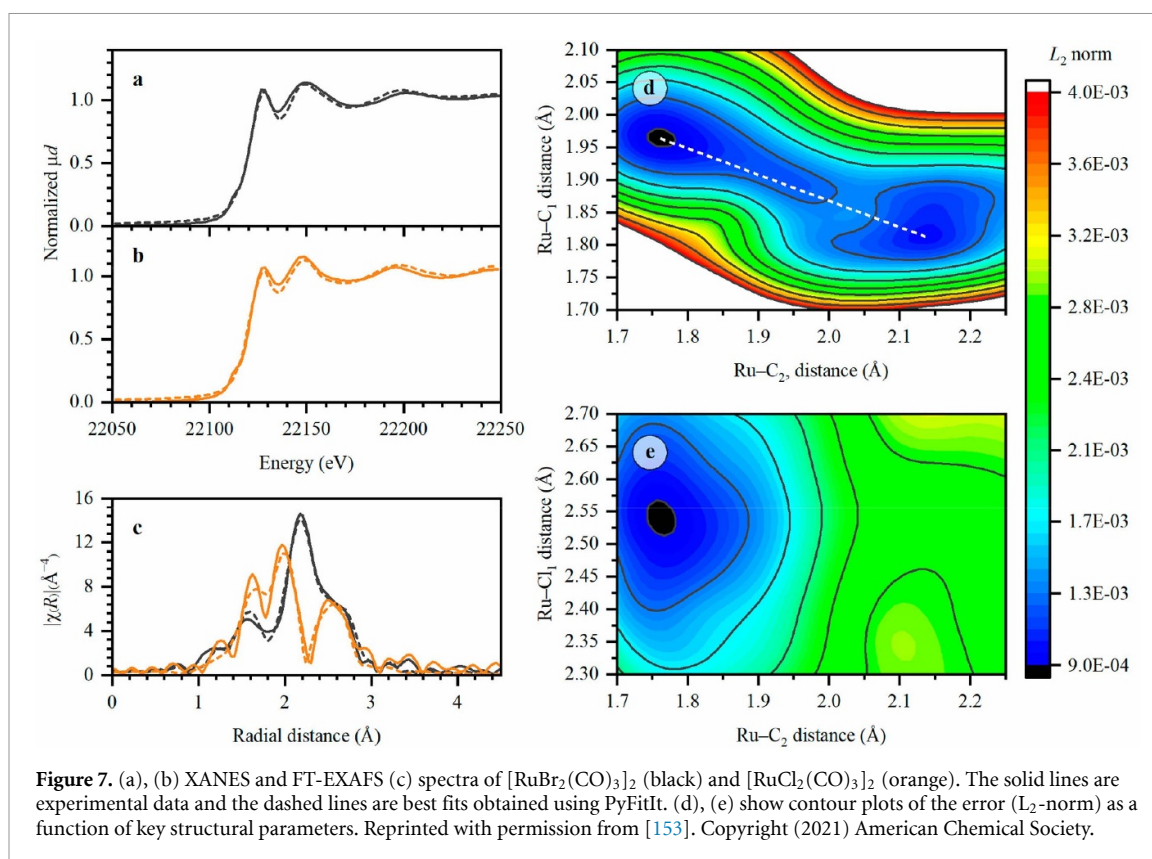 a
1.0
0.0
b
1.0
0.0
Normalized μd
22050 22100 22150 22200 22250
Energy (eV)
c
16
12
8
4
0
|χ(R)|(Å⁻⁴)
0 1 2 3 4
Radial distance (Å)
d
2.10
2.05
2.00
1.95
1.90
1.85
1.80
1.75
1.70
Ru–C₁ distance (Å)
1.7 1.8 1.9 2.0 2.1 2.2
Ru–C₂, distance (Å)
e
2.70
2.65
2.60
2.55
2.50
2.45
2.40
2.35
2.30
Ru–Cl₁ distance (Å)
1.7 1.8 1.9 2.0 2.1 2.2
Ru–C₂ distance (Å)
L₂ norm
4.0E-03
3.6E-03
3.2E-03
2.8E-03
2.4E-03
2.1E-03
1.7E-03
1.3E-03
9.0E-04
Figure 7. (a), (b) XANES and FT-EXAFS (c) spectra of [RuBr₂(CO)₃]₂ (black) and [RuCl₂(CO)₃]₂ (orange). The solid lines are
experimental data and the dashed lines are best fits obtained using PyFitIt. (d), (e) show contour plots of the error (L₂-norm) as a
function of key structural parameters. Reprinted with permission from [153]. Copyright (2021) American Chemical Society.